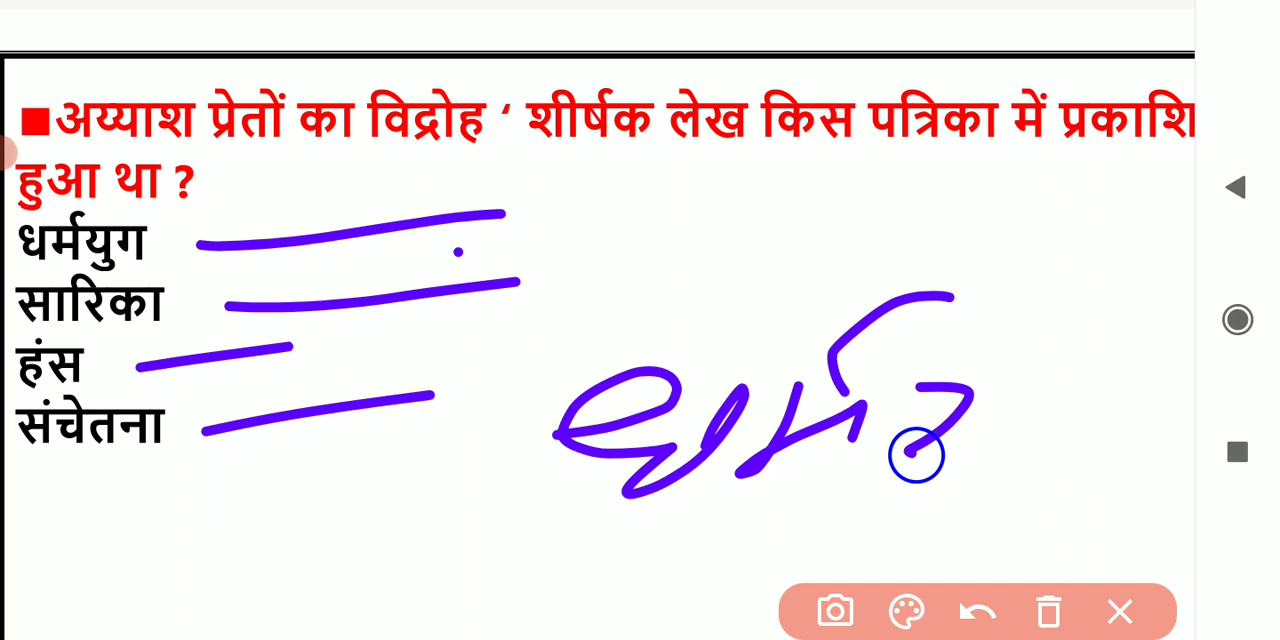 ■अय्याश प्रेतों का विद्रोह ‘ शीर्षक लेख किस पत्रिका में प्रकाशि
हुआ था ?
धर्मयुग
सारिका
हंस
संचेतना